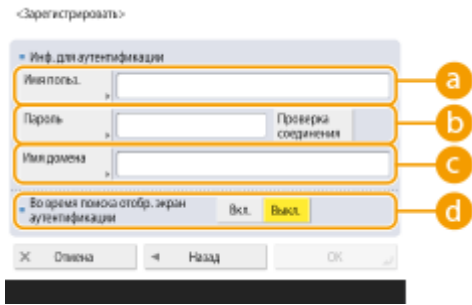 <Зарегистрировать>
Инф. для аутентификации
Имя польз.
a
Пароль
Проверка
соединения
b
Имя домена
c
Во время поиска отобр. экран
аутентификации
Вкл.
Выкл.
d
Отмена
Назад
OK